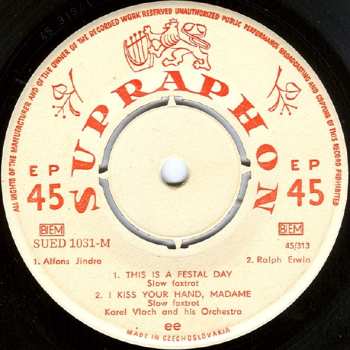 ALL RIGHTS OF THE MANUFACTURER AND OF THE OWNER OF THE RECORDED WORK RESERVED UNAUTHORIZED PUBLIC PERFORMANCE BROADCASTING AND COPYING OF THIS RECORD PROHIBITED
SUPRAPHON
EP EP
45 45
BIEM BIEM
SUED 1031-M 45/313
1. Alfons Jindra 2. Ralph Erwin
1. THIS IS A FESTAL DAY
Slow foxtrot
2. I KISS YOUR HAND, MADAME
Slow foxtrot
Karel Vlach and his Orchestra
ee
MADE IN CZECHOSLOVAKIA